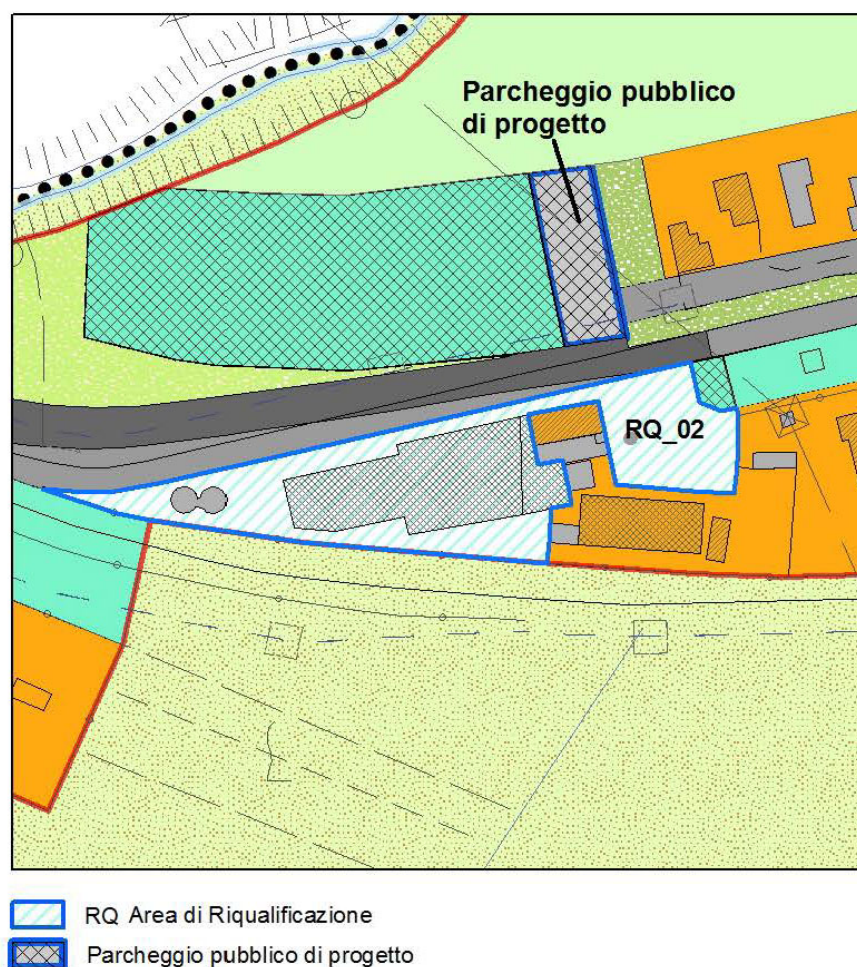 Parcheggio pubblico
di progetto
RQ_02
RQ Area di Riqualificazione
Parcheggio pubblico di progetto